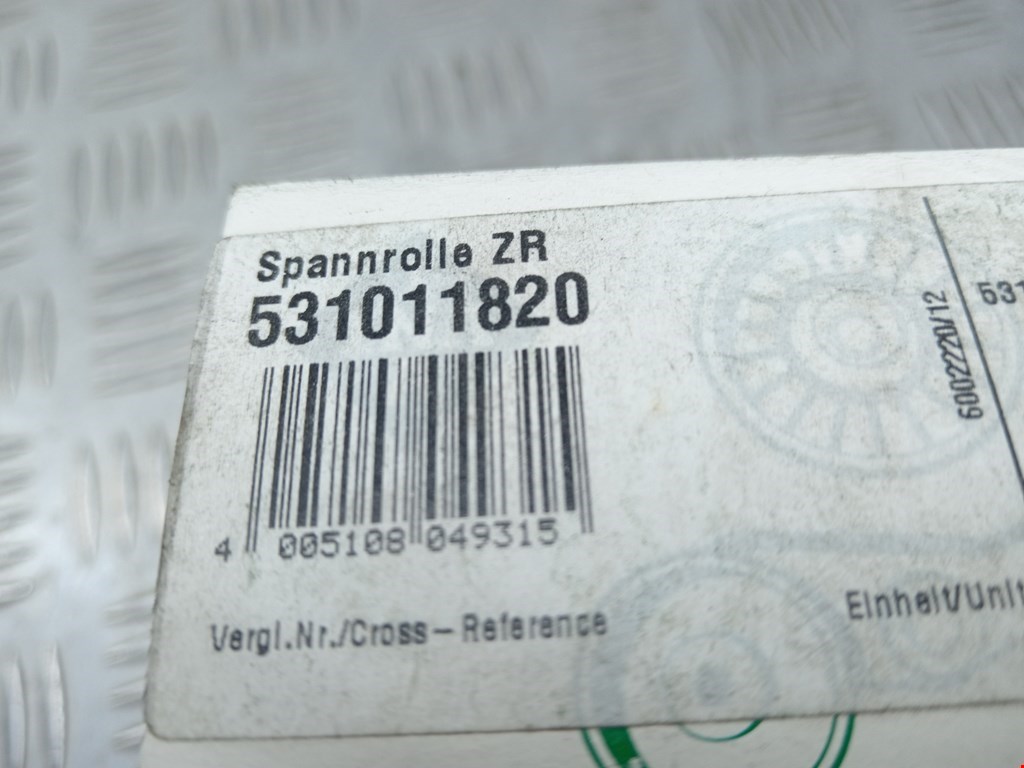 Spannrolle ZR
531011820
4 005108 049315
Vergl.Nr./Cross-Reference
6002220/12
531
Einheit/Unit